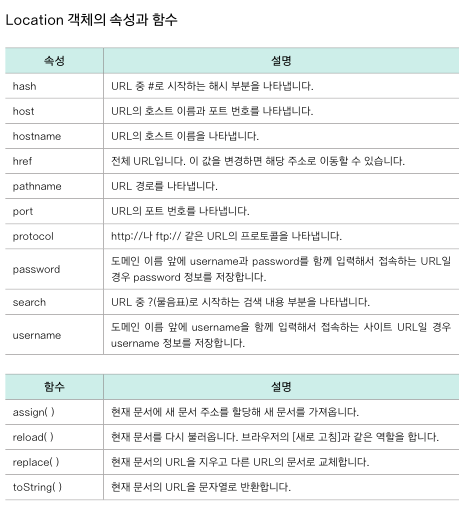 Location 객체의 속성과 함수
속성 설명
hash URL 중 #로 시작하는 해시 부분을 나타냅니다.
host URL의 호스트 이름과 포트 번호를 나타냅니다.
hostname URL의 호스트 이름을 나타냅니다.
href 전체 URL입니다. 이 값을 변경하면 해당 주소로 이동할 수 있습니다.
pathname URL 경로를 나타냅니다.
port URL의 포트 번호를 나타냅니다.
protocol http://나 ftp:// 같은 URL의 프로토콜을 나타냅니다.
password 도메인 이름 앞에 username과 password를 함께 입력해서 접속하는 URL일
경우 password 정보를 저장합니다.
search URL 중 ?(물음표)로 시작하는 검색 내용 부분을 나타냅니다.
username 도메인 이름 앞에 username을 함께 입력해서 접속하는 사이트 URL일 경우
username 정보를 저장합니다.
함수 설명
assign( ) 현재 문서에 새 문서 주소를 할당해 새 문서를 가져옵니다.
reload( ) 현재 문서를 다시 불러옵니다. 브라우저의 [새로 고침]과 같은 역할을 합니다.
replace( ) 현재 문서의 URL을 지우고 다른 URL의 문서로 교체합니다.
toString( ) 현재 문서의 URL을 문자열로 반환합니다.